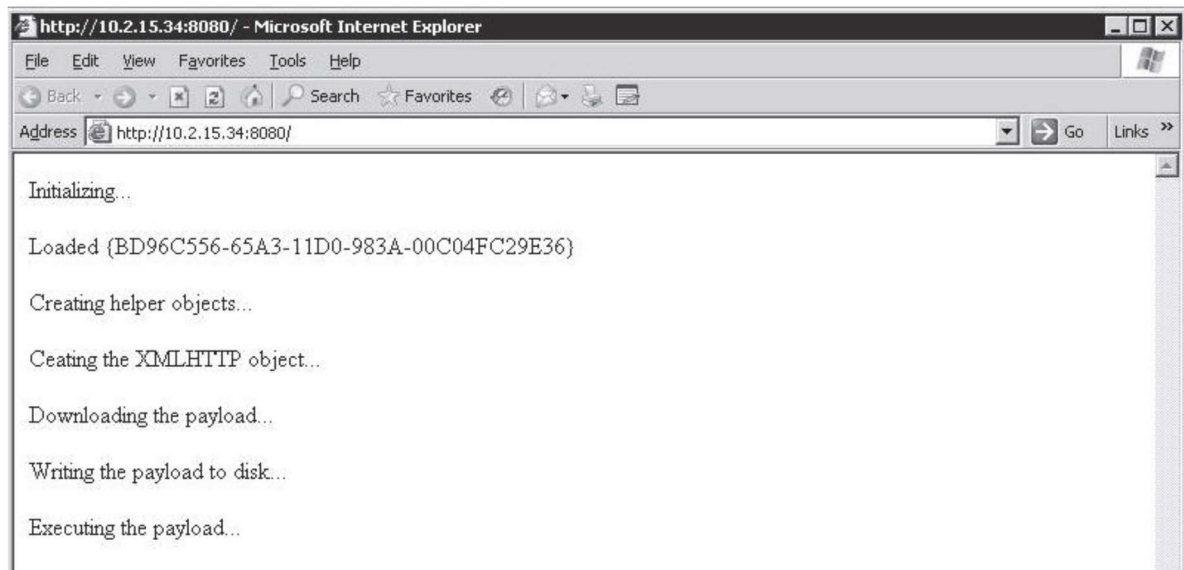 http://10.2.15.34:8080/ - Microsoft Internet Explorer
File Edit View Favorites Tools Help
Back Search Favorites
Address http://10.2.15.34:8080/ Go Links »
Initializing...
Loaded {BD96C556-65A3-11D0-983A-00C04FC29E36}
Creating helper objects...
Ceating the XMLHTTP object...
Downloading the payload...
Writing the payload to disk...
Executing the payload...